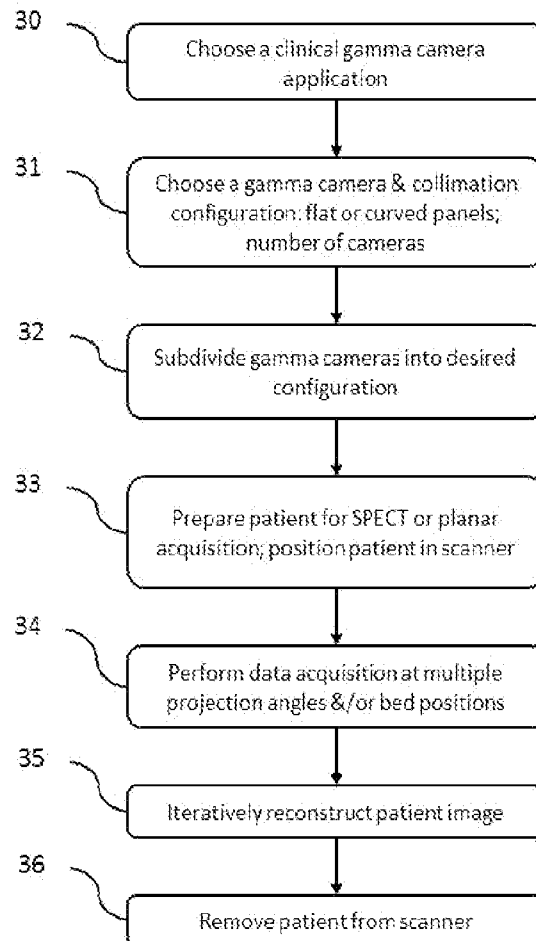 30
Choose a clinical gamma camera
application
31
Choose a gamma camera & collimation
configuration: flat or curved panels;
number of cameras
32
Subdivide gamma cameras into desired
configuration
33
Prepare patient for SPECT or planar
acquisition; position patient in scanner
34
Perform data acquisition at multiple
projection angles &/or bed positions
35
Iteratively reconstruct patient image
36
Remove patient from scanner